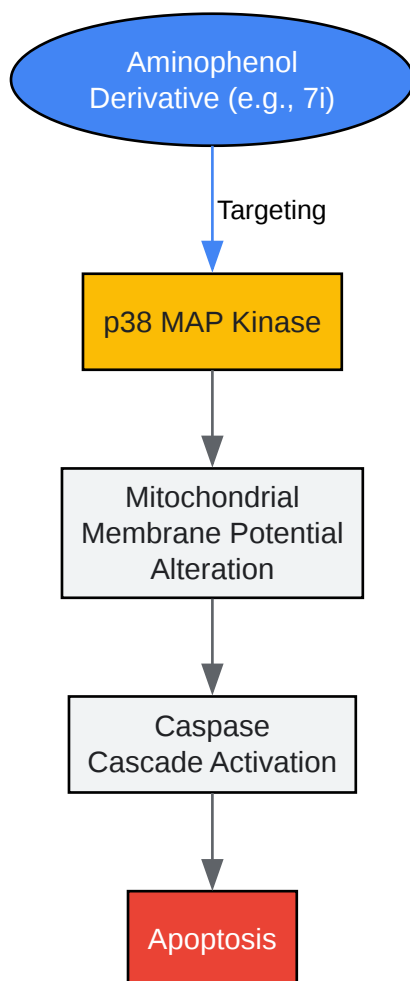 Aminophenol
Derivative (e.g., 7i)
Targeting
p38 MAP Kinase
Mitochondrial
Membrane Potential
Alteration
Caspase
Cascade Activation
Apoptosis